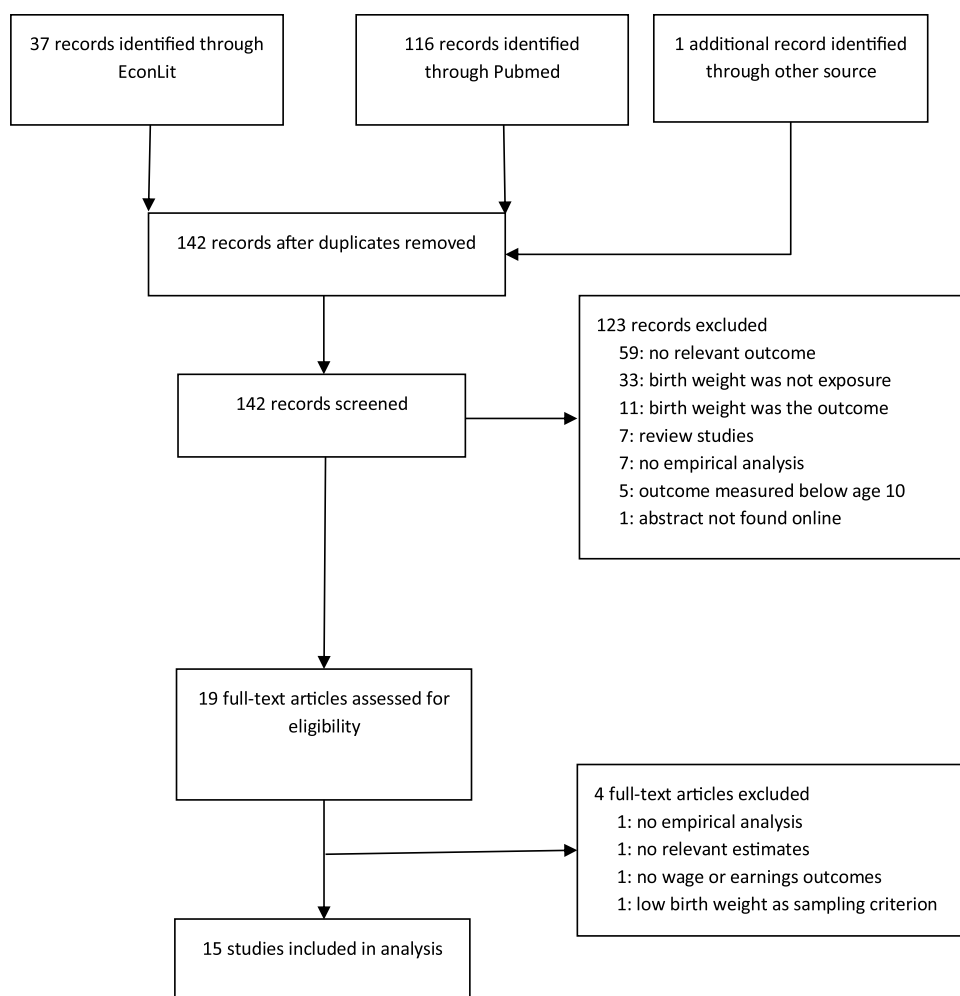 37 records identified through
EconLit
116 records identified
through Pubmed
1 additional record identified
through other source
142 records after duplicates removed
142 records screened
123 records excluded
59: no relevant outcome
33: birth weight was not exposure
11: birth weight was the outcome
7: review studies
7: no empirical analysis
5: outcome measured below age 10
1: abstract not found online
19 full-text articles assessed for
eligibility
4 full-text articles excluded
1: no empirical analysis
1: no relevant estimates
1: no wage or earnings outcomes
1: low birth weight as sampling criterion
15 studies included in analysis